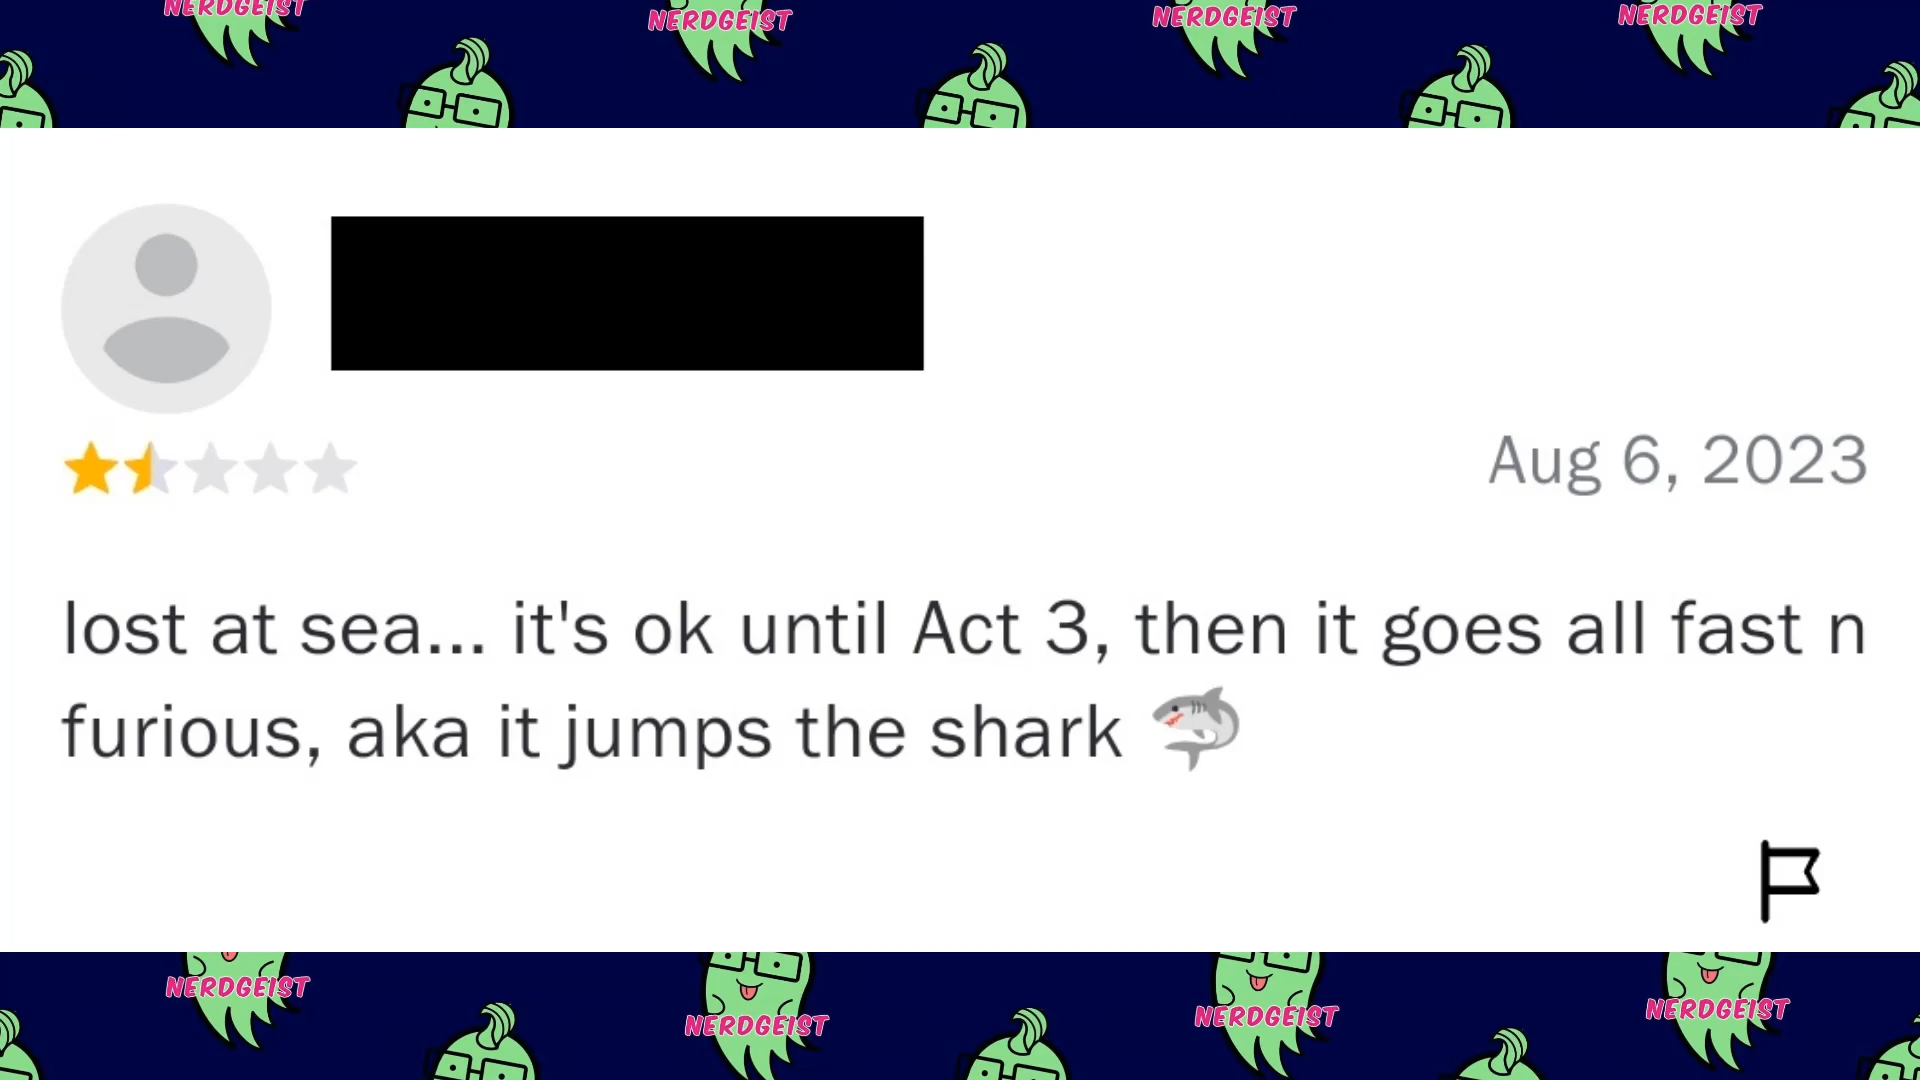 NERDGEIST
NERDGEIST
NERDGEIST
NERDGEIST
Aug 6, 2023
lost at sea... it's ok until Act 3, then it goes all fast n
furious, aka it jumps the shark 🦈
NERDGEIST
NERDGEIST
NERDGEIST
NERDGEIST